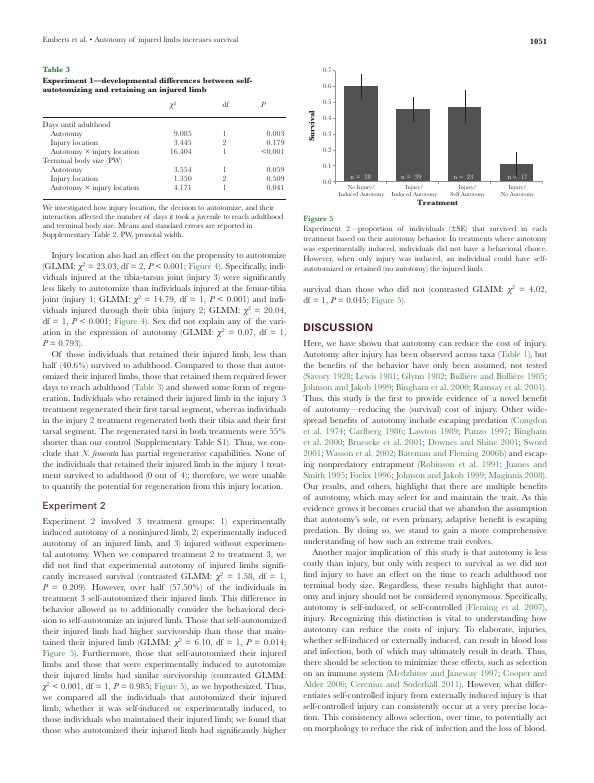 Emberts et al. • Autotomy of injured limbs increases survival
1051
Table 3
Experiment 1—developmental differences between self-
autotomizing and retaining an injured limb
χ² df P
Days until adulthood
Autotomy 9.085 1 0.003
Injury location 3.445 2 0.179
Autotomy × injury location 16.404 1 <0.001
Terminal body size (PW)
Autotomy 3.554 1 0.059
Injury location 1.350 2 0.509
Autotomy × injury location 4.171 1 0.041
We investigated how injury location, the decision to autotomize, and their
interaction affected the number of days it took a juvenile to reach adulthood
and terminal body size. Means and standard errors are reported in
Supplementary Table 2. PW, pronotal width.
Injury location also had an effect on the propensity to autotomize
(GLMM: χ² = 23.03, df = 2, P < 0.001; Figure 4). Specifically, indi-
viduals injured at the tibia-tarsus joint (injury 3) were significantly
less likely to autotomize than individuals injured at the femur-tibia
joint (injury 1; GLMM: χ² = 14.79, df = 1, P < 0.001) and indi-
viduals injured through their tibia (injury 2; GLMM: χ² = 20.04,
df = 1, P < 0.001; Figure 4). Sex did not explain any of the vari-
ation in the expression of autotomy (GLMM: χ² = 0.07, df = 1,
P = 0.793).
Of those individuals that retained their injured limb, less than
half (40.6%) survived to adulthood. Compared to those that autot-
omized their injured limbs, those that retained them required fewer
days to reach adulthood (Table 3) and showed some form of regen-
eration. Individuals who retained their injured limb in the injury 3
treatment regenerated their first tarsal segment, whereas individuals
in the injury 2 treatment regenerated both their tibia and their first
tarsal segment. The regenerated tarsi in both treatments were 55%
shorter than our control (Supplementary Table S1). Thus, we con-
clude that N. femorata has partial regenerative capabilities. None of
the individuals that retained their injured limb in the injury 1 treat-
ment survived to adulthood (0 out of 4); therefore, we were unable
to quantify the potential for regeneration from this injury location.
Experiment 2
Experiment 2 involved 3 treatment groups: 1) experimentally
induced autotomy of a noninjured limb, 2) experimentally induced
autotomy of an injured limb, and 3) injured without experimen-
tal autotomy. When we compared treatment 2 to treatment 3, we
did not find that experimental autotomy of injured limbs signifi-
cantly increased survival (contrasted GLMM: χ² = 1.58, df = 1,
P = 0.209). However, over half (57.50%) of the individuals in
treatment 3 self-autotomized their injured limb. This difference in
behavior allowed us to additionally consider the behavioral deci-
sion to self-autotomize an injured limb. Those that self-autotomized
their injured limb had higher survivorship than those that main-
tained their injured limb (GLMM: χ² = 6.10, df = 1, P = 0.014;
Figure 5). Furthermore, those that self-autotomized their injured
limbs and those that were experimentally induced to autotomize
their injured limbs had similar survivorship (contrasted GLMM:
χ² < 0.001, df = 1, P = 0.985; Figure 5), as we hypothesized. Thus,
we compared all the individuals that autotomized their injured
limb, whether it was self-induced or experimentally induced, to
those individuals who maintained their injured limb; we found that
those who autotomized their injured limb had significantly higher
0.7
0.6
0.5
0.4
0.3
0.2
0.1
0.0
Survival
n = 38
n = 39
n = 23
n = 17
No Injury/
Induced Autotomy
Injury/
Induced Autotomy
Injury/
Self Autotomy
Injury/
No Autotomy
Treatment
Figure 5
Experiment 2—proportion of individuals (±SE) that survived in each
treatment based on their autotomy behavior. In treatments where autotomy
was experimentally induced, individuals did not have a behavioral choice.
However, when only injury was induced, an individual could have self-
autotomized or retained (no autotomy) the injured limb.
survival than those who did not (contrasted GLMM: χ² = 4.02,
df = 1, P = 0.045; Figure 5).
DISCUSSION
Here, we have shown that autotomy can reduce the cost of injury.
Autotomy after injury has been observed across taxa (Table 1), but
the benefits of the behavior have only been assumed, not tested
(Savory 1928; Lewis 1981; Glynn 1982; Bullière and Bullière 1985;
Johnson and Jakob 1999; Bingham et al. 2000; Ramsay et al. 2001).
Thus, this study is the first to provide evidence of a novel benefit
of autotomy—reducing the (survival) cost of injury. Other wide-
spread benefits of autotomy include escaping predation (Congdon
et al. 1974; Carlberg 1986; Lawton 1989; Punzo 1997; Bingham
et al. 2000; Brueseke et al. 2001; Downes and Shine 2001; Sword
2001; Wasson et al. 2002; Bateman and Fleming 2006b) and escap-
ing nonpredatory entrapment (Robinson et al. 1991; Juanes and
Smith 1995; Foelix 1996; Johnson and Jakob 1999; Maginnis 2008).
Our results, and others, highlight that there are multiple benefits
of autotomy, which may select for and maintain the trait. As this
evidence grows it becomes crucial that we abandon the assumption
that autotomy's sole, or even primary, adaptive benefit is escaping
predation. By doing so, we stand to gain a more comprehensive
understanding of how such an extreme trait evolves.
Another major implication of this study is that autotomy is less
costly than injury, but only with respect to survival as we did not
find injury to have an effect on the time to reach adulthood nor
terminal body size. Regardless, these results highlight that autot-
omy and injury should not be considered synonymous. Specifically,
autotomy is self-induced, or self-controlled (Fleming et al. 2007),
injury. Recognizing this distinction is vital to understanding how
autotomy can reduce the costs of injury. To elaborate, injuries,
whether self-induced or externally induced, can result in blood loss
and infection, both of which may ultimately result in death. Thus,
there should be selection to minimize these effects, such as selection
on an immune system (Medzhitov and Janeway 1997; Cooper and
Alder 2006; Cerenius and Söderhall 2011). However, what differ-
entiates self-controlled injury from externally induced injury is that
self-controlled injury can consistently occur at a very precise loca-
tion. This consistency allows selection, over time, to potentially act
on morphology to reduce the risk of infection and the loss of blood.